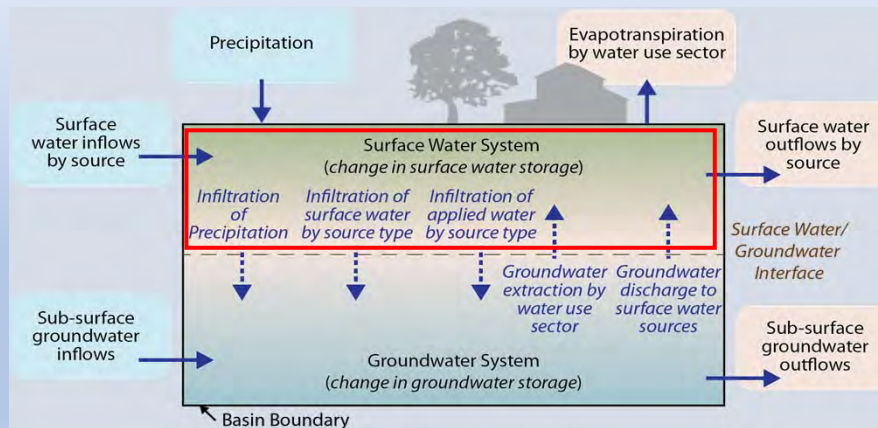 Precipitation
Evapotranspiration
by water use sector
Surface
water inflows
by source
Surface Water System
(change in surface water storage)
Surface water
outflows by
source
Infiltration
of
Precipitation
Infiltration of
surface water
by source type
Infiltration of
applied water
by source type
Surface Water/
Groundwater
Interface
Groundwater
extraction by
water use
sector
Groundwater
discharge to
surface water
sources
Sub-surface
groundwater
inflows
Groundwater System
(change in groundwater storage)
Sub-surface
groundwater
outflows
Basin Boundary